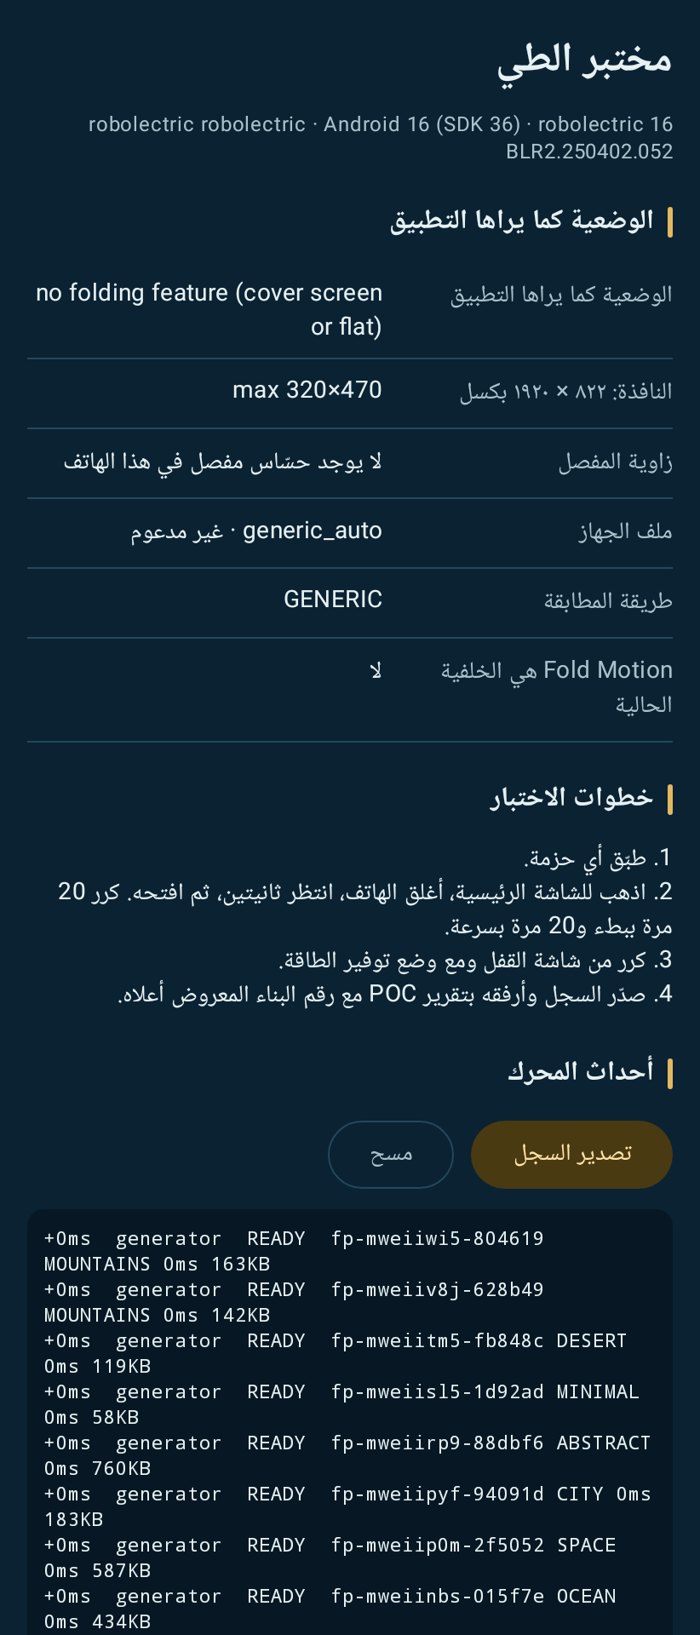 مختبر الطي
robolectric robolectric · Android 16 (SDK 36) · robolectric 16
BLR2.250402.052
الوضعية كما يراها التطبيق
الوضعية كما يراها التطبيق
no folding feature (cover screen
or flat)
النافذة: ٨٢٢ × ١٩٢٠ بكسل
max 320×470
زاوية المفصل
لا يوجد حسّاس مفصل في هذا الهاتف
ملف الجهاز
generic_auto · غير مدعوم
طريقة المطابقة
GENERIC
Fold Motion هي الخلفية
الحالية
لا
خطوات الاختبار
1. طبّق أي حزمة.
2. اذهب للشاشة الرئيسية، أغلق الهاتف، انتظر ثانيتين، ثم افتحه. كرر 20
مرة ببطء و20 مرة بسرعة.
3. كرر من شاشة القفل ومع وضع توفير الطاقة.
4. صدّر السجل وأرفقه بتقرير POC مع رقم البناء المعروض أعلاه.
أحداث المحرك
تصدير السجل
مسح
+0ms generator READY fp-mweiiwi5-804619
MOUNTAINS 0ms 163KB
+0ms generator READY fp-mweiiv8j-628b49
MOUNTAINS 0ms 142KB
+0ms generator READY fp-mweiitm5-fb848c DESERT
0ms 119KB
+0ms generator READY fp-mweiisl5-1d92ad MINIMAL
0ms 58KB
+0ms generator READY fp-mweiirp9-88dbf6 ABSTRACT
0ms 760KB
+0ms generator READY fp-mweiipyf-94091d CITY 0ms
183KB
+0ms generator READY fp-mweiip0m-2f5052 SPACE
0ms 587KB
+0ms generator READY fp-mweiinbs-015f7e OCEAN
0ms 434KB